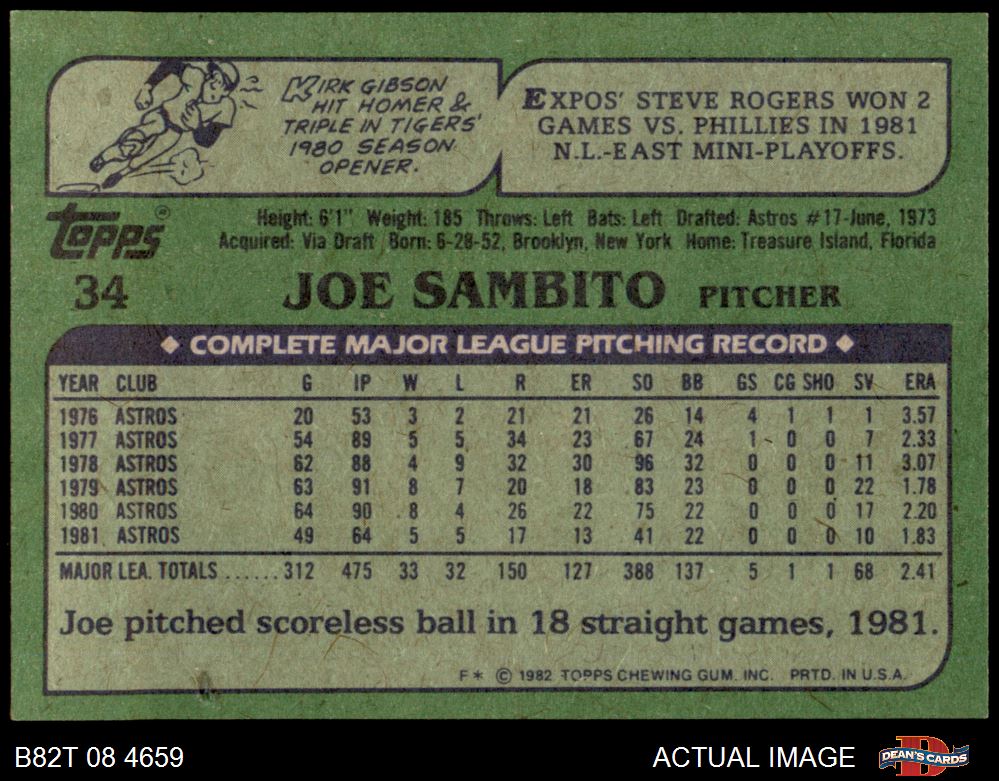 KIRK GIBSON
HIT HOMER &
TRIPLE IN TIGERS'
1980 SEASON
OPENER.
EXPOS' STEVE ROGERS WON 2
GAMES VS. PHILLIES IN 1981
N.L.-EAST MINI-PLAYOFFS.
topps®
Height: 6'1" Weight: 185 Throws: Left Bats: Left Drafted: Astros #17-June, 1973
Acquired: Via Draft Born: 6-28-52, Brooklyn, New York Home: Treasure Island, Florida
34 JOE SAMBITO PITCHER
◆ COMPLETE MAJOR LEAGUE PITCHING RECORD ◆
YEAR CLUB G IP W L R ER SO BB GS CG SHO SV ERA
1976 ASTROS 20 53 3 2 21 21 26 14 4 1 1 1 3.57
1977 ASTROS 54 89 5 5 34 23 67 24 1 0 0 7 2.33
1978 ASTROS 62 88 4 9 32 30 96 32 0 0 0 11 3.07
1979 ASTROS 63 91 8 7 20 18 83 23 0 0 0 22 1.78
1980 ASTROS 64 90 8 4 26 22 75 22 0 0 0 17 2.20
1981 ASTROS 49 64 5 5 17 13 41 22 0 0 0 10 1.83
MAJOR LEA. TOTALS ......312 475 33 32 150 127 388 137 5 1 1 68 2.41
Joe pitched scoreless ball in 18 straight games, 1981.
F* © 1982 TOPPS CHEWING GUM. INC. PRTD. IN U.S.A.
B82T 08 4659 ACTUAL IMAGE DEAN'S CARDS